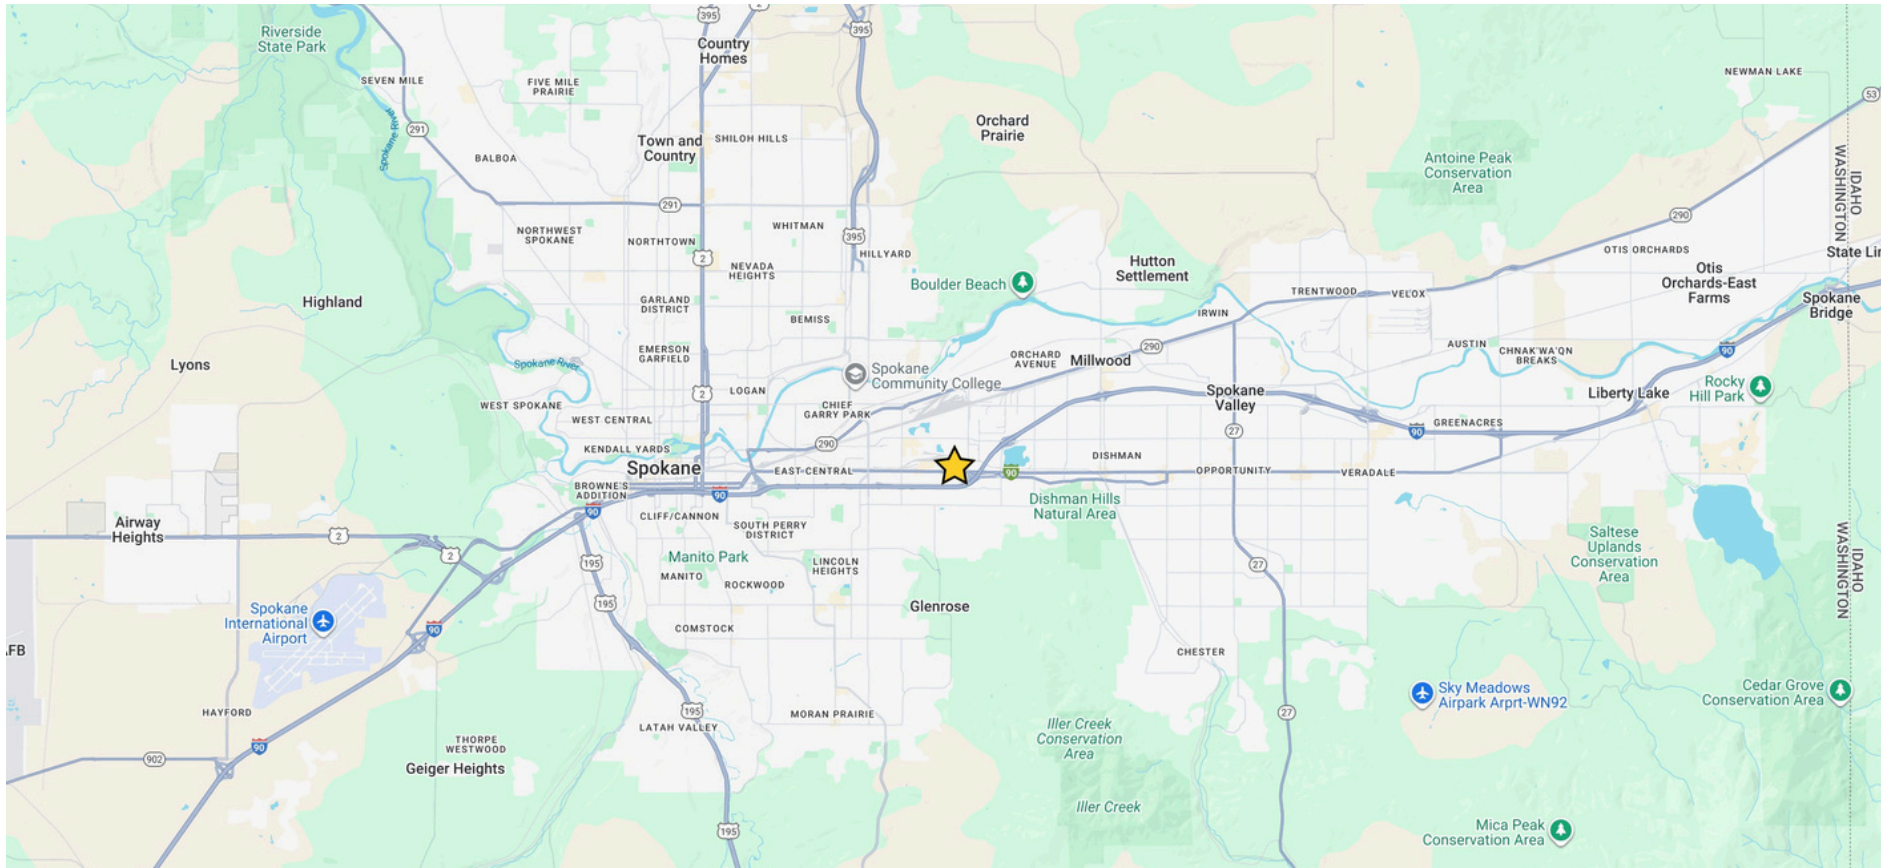 Riverside
State Park
395
2
Country
Homes
395
SEVEN MILE
FIVE MILE
PRAIRIE
NEWMAN LAKE
53
Spokane River
291
Orchard
Prairie
Town and
Country
SHILOH HILLS
BALBOA
Antoine Peak
Conservation
Area
IDAHO
WASHINGTON
291
290
NORTHWEST
SPOKANE
NORTHTOWN
WHITMAN
395
HILLYARD
OTIS ORCHARDS
State Lin
2
NEVADA
HEIGHTS
Hutton
Settlement
Otis
Orchards-East
Farms
Boulder Beach
Highland
GARLAND
DISTRICT
TRENTWOOD
VELOX
Spokane
Bridge
BEMISS
IRWIN
EMERSON
GARFIELD
ORCHARD
AVENUE
Millwood
290
AUSTIN
CHNAK'WA'QN
BREAKS
90
Lyons
Spokane River
Spokane
Community College
2
LOGAN
Spokane
Valley
Liberty Lake
Rocky
Hill Park
WEST SPOKANE
WEST CENTRAL
CHIEF
GARRY PARK
27
90
GREENACRES
KENDALL YARDS
290
DISHMAN
Spokane
EAST CENTRAL
90
OPPORTUNITY
VERADALE
BROWNE'S
ADDITION
90
90
Dishman Hills
Natural Area
CLIFF/CANNON
SOUTH PERRY
DISTRICT
Airway
Heights
2
2
195
Manito Park
LINCOLN
HEIGHTS
27
Saltese
Uplands
Conservation
Area
IDAHO
WASHINGTON
MANITO
ROCKWOOD
195
Glenrose
Spokane
International
Airport
90
COMSTOCK
AFB
CHESTER
Sky Meadows
Airpark Arprt-WN92
Cedar Grove
Conservation Area
HAYFORD
195
LATAH VALLEY
MORAN PRAIRIE
27
Iller Creek
Conservation
Area
THORPE
WESTWOOD
90
902
Geiger Heights
Iller Creek
195
Mica Peak
Conservation Area